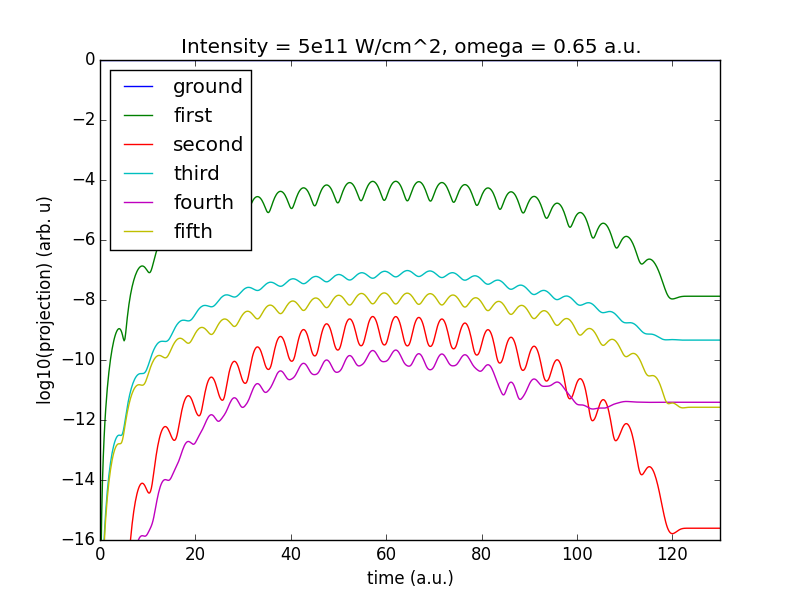 Intensity = 5e11 W/cm^2, omega = 0.65 a.u.
0
−2
−4
−6
−8
−10
−12
−14
−16
log10(projection) (arb. u)
ground
first
second
third
fourth
fifth
0
20
40
60
80
100
120
time (a.u.)